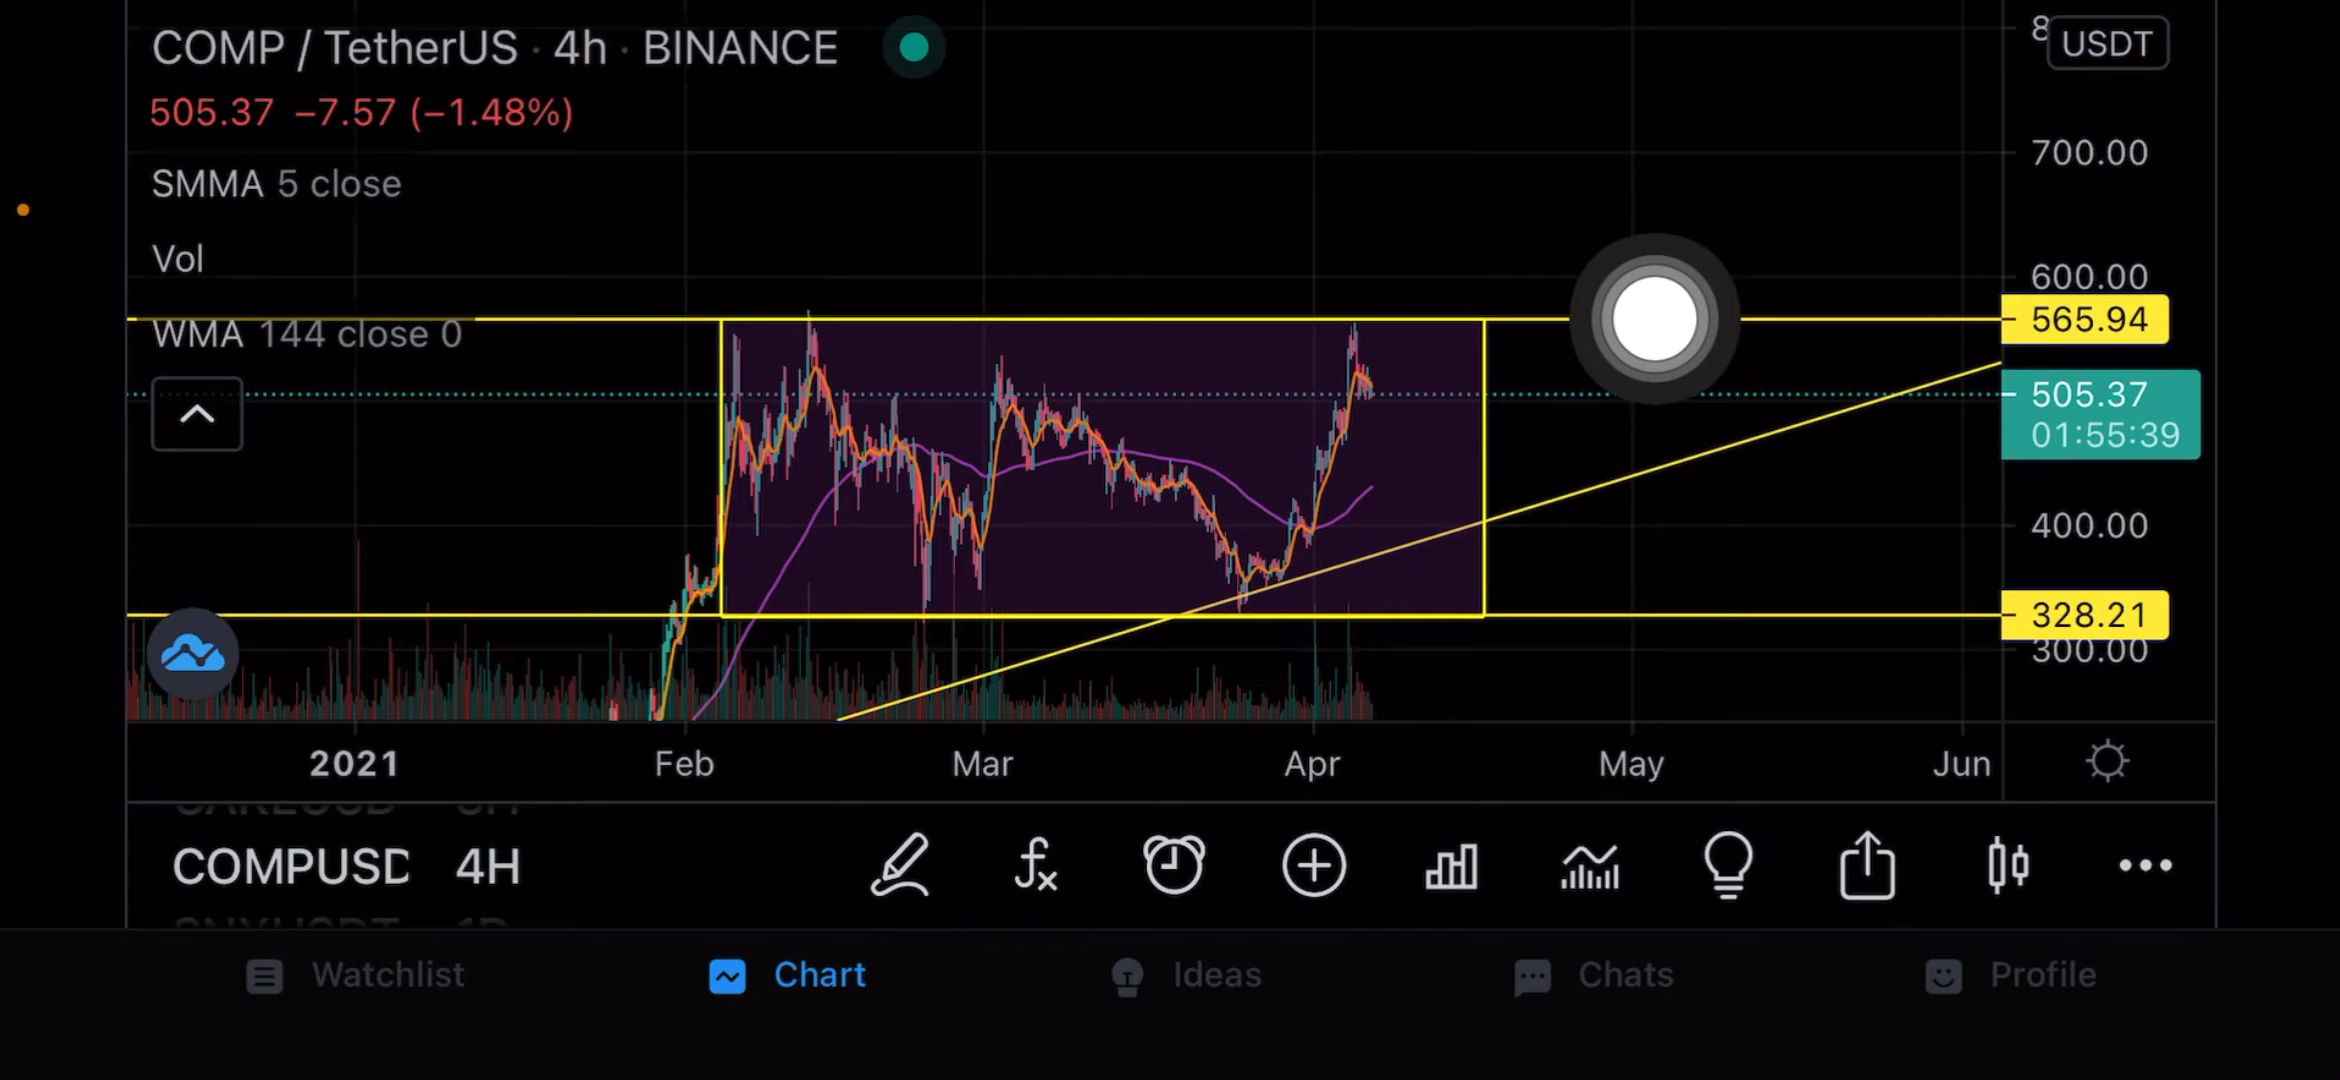 COMP / TetherUS · 4h · BINANCE
8
USDT
505.37 −7.57 (−1.48%)
700.00
SMMA 5 close
Vol
600.00
565.94
WMA 144 close 0
505.37
01:55:39
400.00
328.21
300.00
2021 Feb Mar Apr May Jun
COMPUSD 4H
Watchlist Chart Ideas Chats Profile